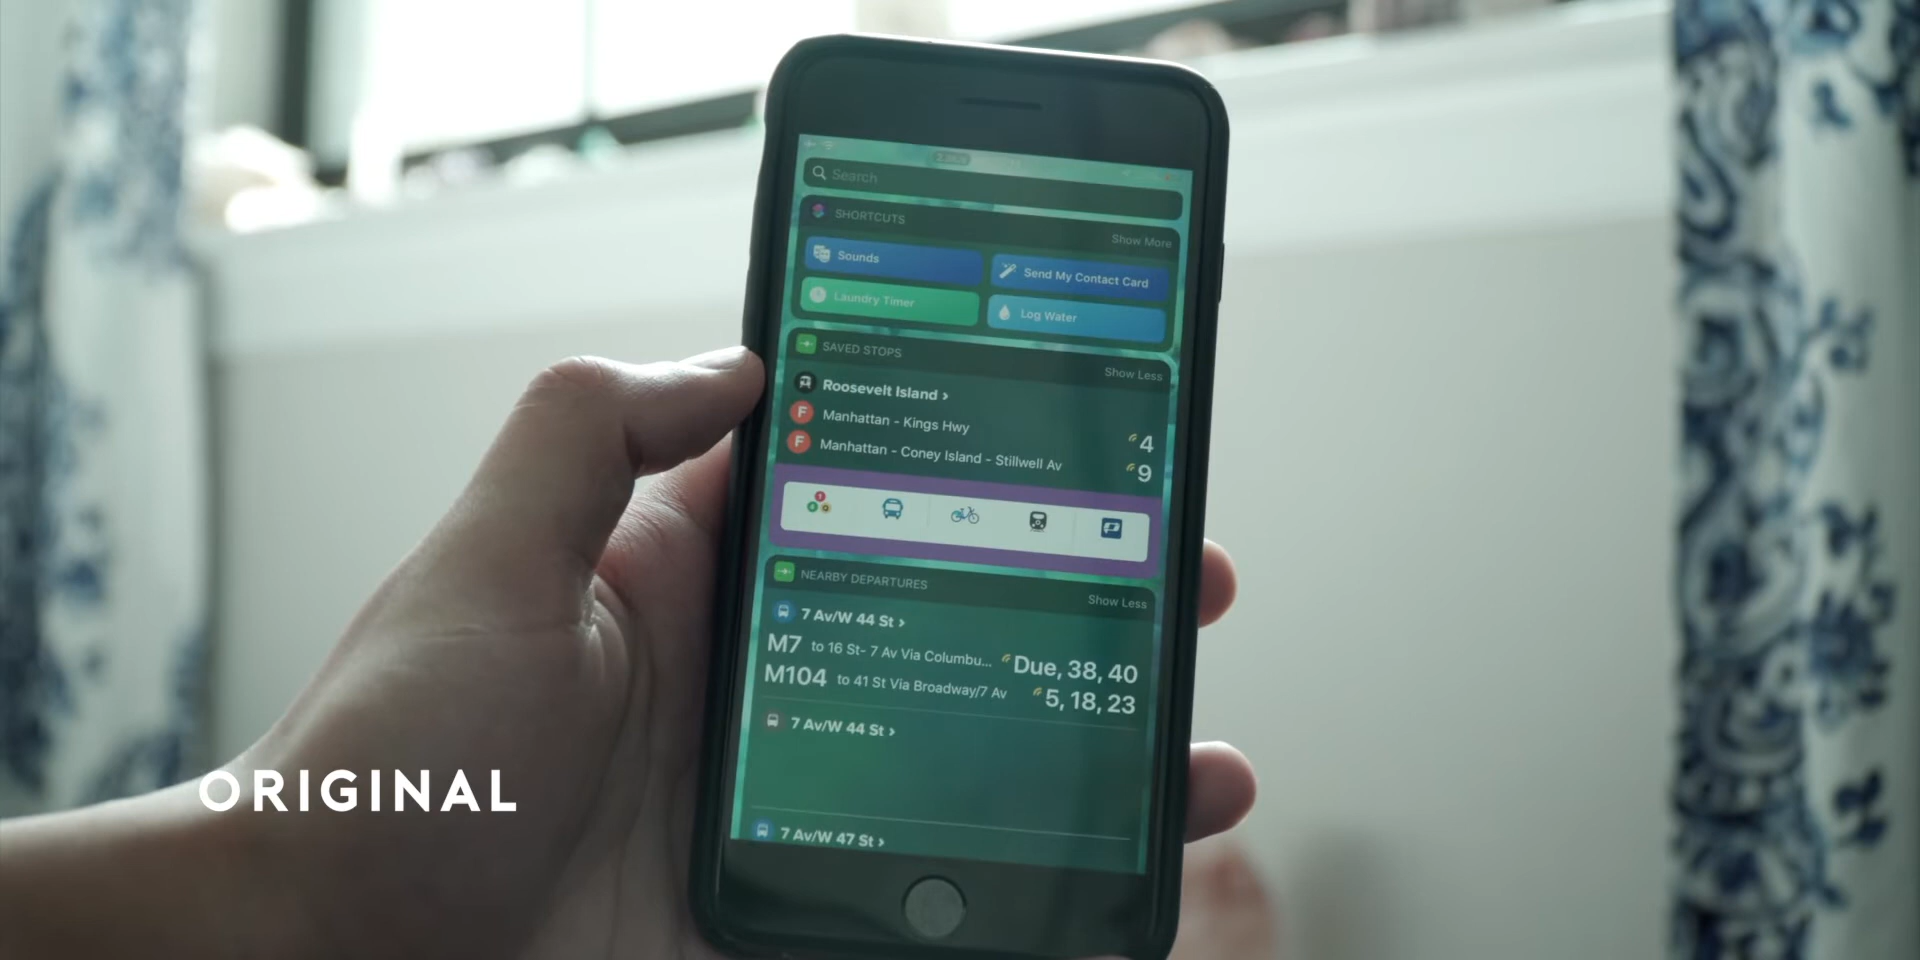 Search
SHORTCUTS
Show More
Sounds
Send My Contact Card
Laundry Timer
Log Water
SAVED STOPS
Show Less
Roosevelt Island >
F Manhattan - Kings Hwy 4
F Manhattan - Coney Island - Stillwell Av 9
NEARBY DEPARTURES
Show Less
7 Av/W 44 St >
M7 to 16 St- 7 Av Via Columbu... Due, 38, 40
M104 to 41 St Via Broadway/7 Av 5, 18, 23
7 Av/W 44 St >
7 Av/W 47 St >
ORIGINAL